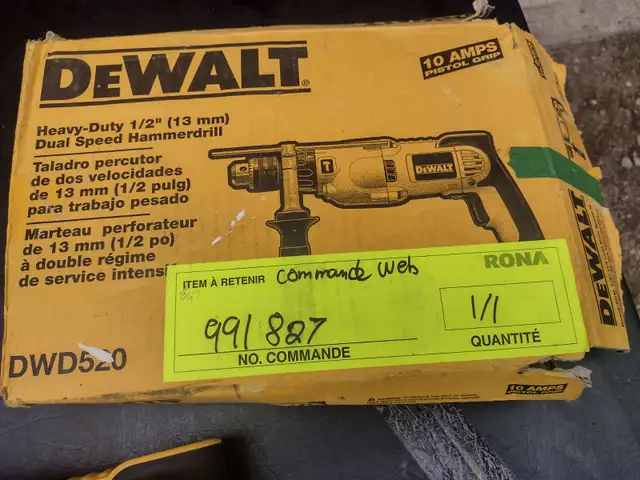 DEWALT®
10 AMPS
PISTOL GRIP
Heavy-Duty 1/2" (13 mm)
Dual Speed Hammerdrill
Taladro percutor
de dos velocidades
de 13 mm (1/2 pulg)
para trabajo pesado
Marteau perforateur
de 13 mm (1/2 po)
à double régime
de service intensi
DEWALT
DEWALT
ITEM À RETENIR commande web
RONA
991 827
1/1
NO. COMMANDE
QUANTITÉ
DWD520
10 AMPS
PISTOL GRIP